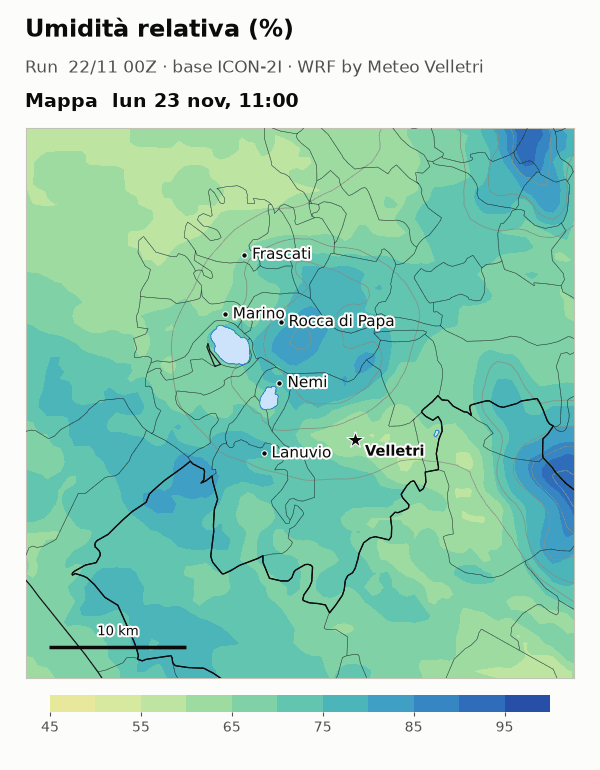 Umidità relativa (%)
Run  22/11 00Z · base ICON-2I · WRF by Meteo Velletri
Mappa  lun 23 nov, 11:00
Frascati
Marino
Rocca di Papa
Nemi
Velletri
Lanuvio
10 km
45 55 65 75 85 95